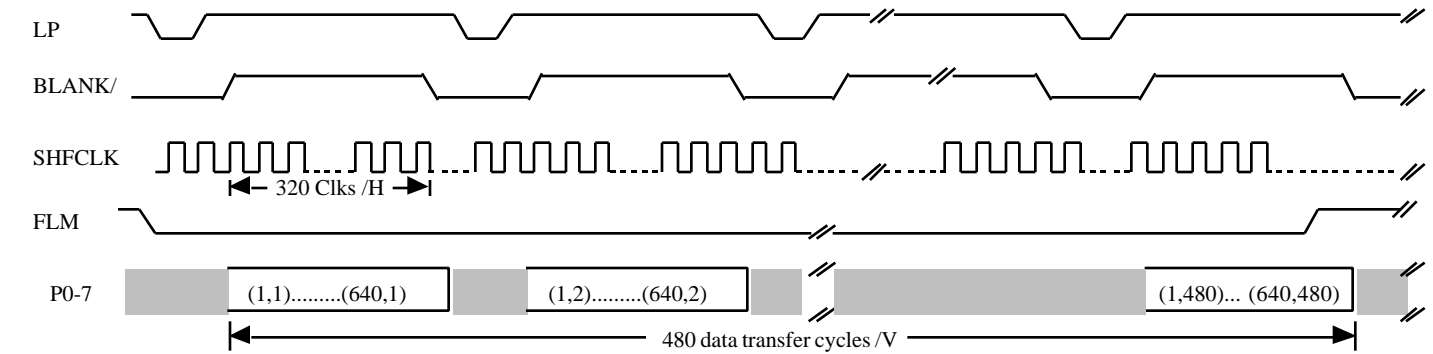 LP
BLANK/
SHFCLK
320 Clks /H
FLM
P0-7
(1,1).........(640,1)
(1,2).........(640,2)
(1,480)... (640,480)
480 data transfer cycles /V